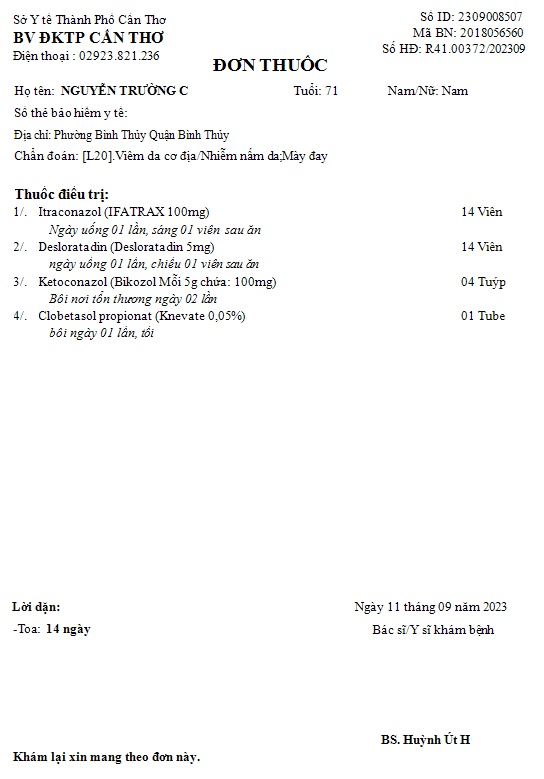 Sở Y tế Thành Phố Cần Thơ
BV ĐKTP CẦN THƠ
Điện thoại : 02923.821.236
Số ID: 2309008507
Mã BN: 2018056560
Số HĐ: R41.00372/202309
ĐƠN THUỐC
Họ tên: NGUYỄN TRƯỜNG C Tuổi: 71 Nam/Nữ: Nam
Số thẻ bảo hiểm y tế:
Địa chỉ: Phường Bình Thủy Quận Bình Thủy
Chẩn đoán: [L20].Viêm da cơ địa/Nhiễm nấm da;Mày đay
Thuốc điều trị:
1/. Itraconazol (IFATRAX 100mg) 14 Viên
Ngày uống 01 lần, sáng 01 viên sau ăn
2/. Desloratadin (Desloratadin 5mg) 14 Viên
ngày uống 01 lần, chiều 01 viên sau ăn
3/. Ketoconazol (Bikozol Mỗi 5g chứa: 100mg) 04 Tuýp
Bôi nơi tổn thương ngày 02 lần
4/. Clobetasol propionat (Knevate 0,05%) 01 Tube
bôi ngày 01 lần, tối
Lời dặn:
-Toa: 14 ngày
Ngày 11 tháng 09 năm 2023
Bác sĩ/Y sĩ khám bệnh
BS. Huỳnh Út H
Khám lại xin mang theo đơn này.